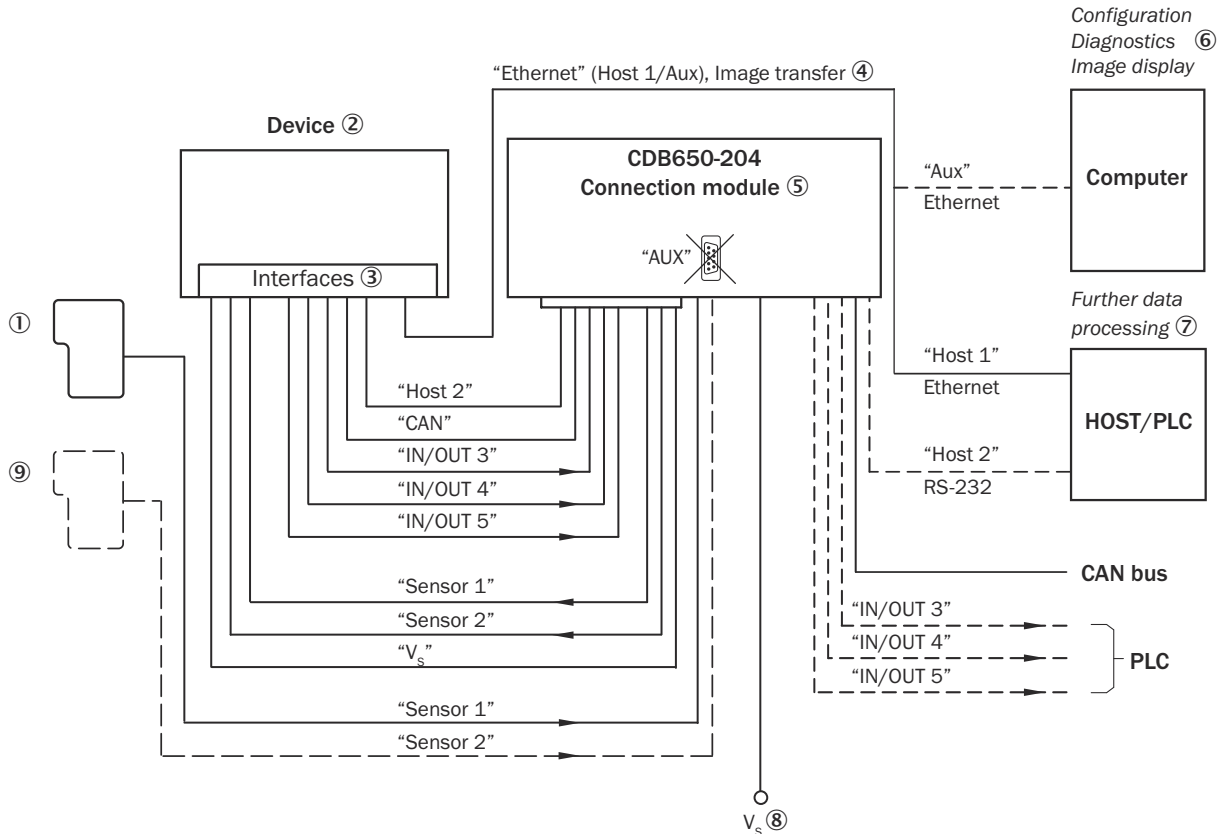 Configuration
Diagnostics ⑥
Image display
"Ethernet" (Host 1/Aux), Image transfer ④
Device ②
CDB650-204
Connection module ⑤
"Aux"
Ethernet
Computer
"AUX"
Interfaces ③
①
Further data
processing ⑦
"Host 1"
Ethernet
"Host 2"
"CAN"
HOST/PLC
"IN/OUT 3"
"Host 2"
RS-232
⑨
"IN/OUT 4"
"IN/OUT 5"
CAN bus
"Sensor 1"
"IN/OUT 3"
"Sensor 2"
"IN/OUT 4"
PLC
"Vs"
"IN/OUT 5"
"Sensor 1"
"Sensor 2"
Vs ⑧